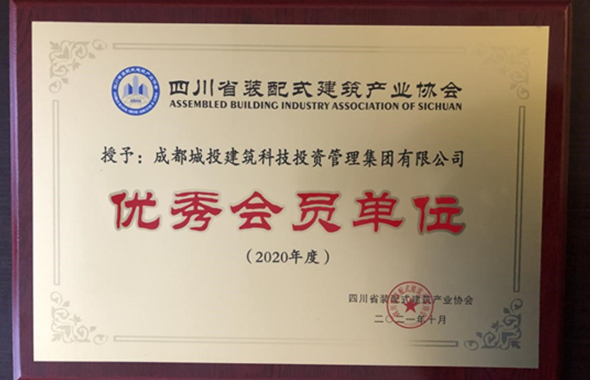 四川省装配式建筑产业协会
ASSEMBLED BUILDING INDUSTRY ASSOCIATION OF SICHUAN
授予：成都城投建筑科技投资管理集团有限公司
优秀会员单位
（2020年度）
四川省装配式建筑产业协会
二〇二一年十月